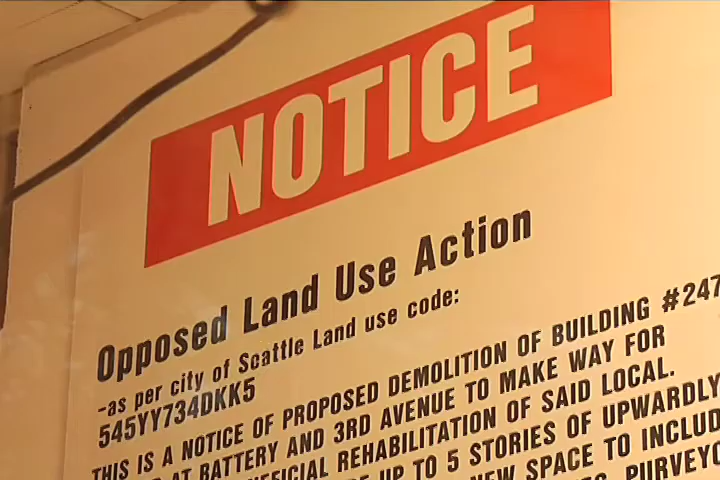 NOTICE
Opposed Land Use Action
-as per city of Seattle Land use code:
545YY734DKK5
THIS IS A NOTICE OF PROPOSED DEMOLITION OF BUILDING #247
AT BATTERY AND 3RD AVENUE TO MAKE WAY FOR
REHABILITATION OF SAID LOCAL.
UP TO 5 STORIES OF UPWARDLY
NEW SPACE TO INCLUD
PURVEYO